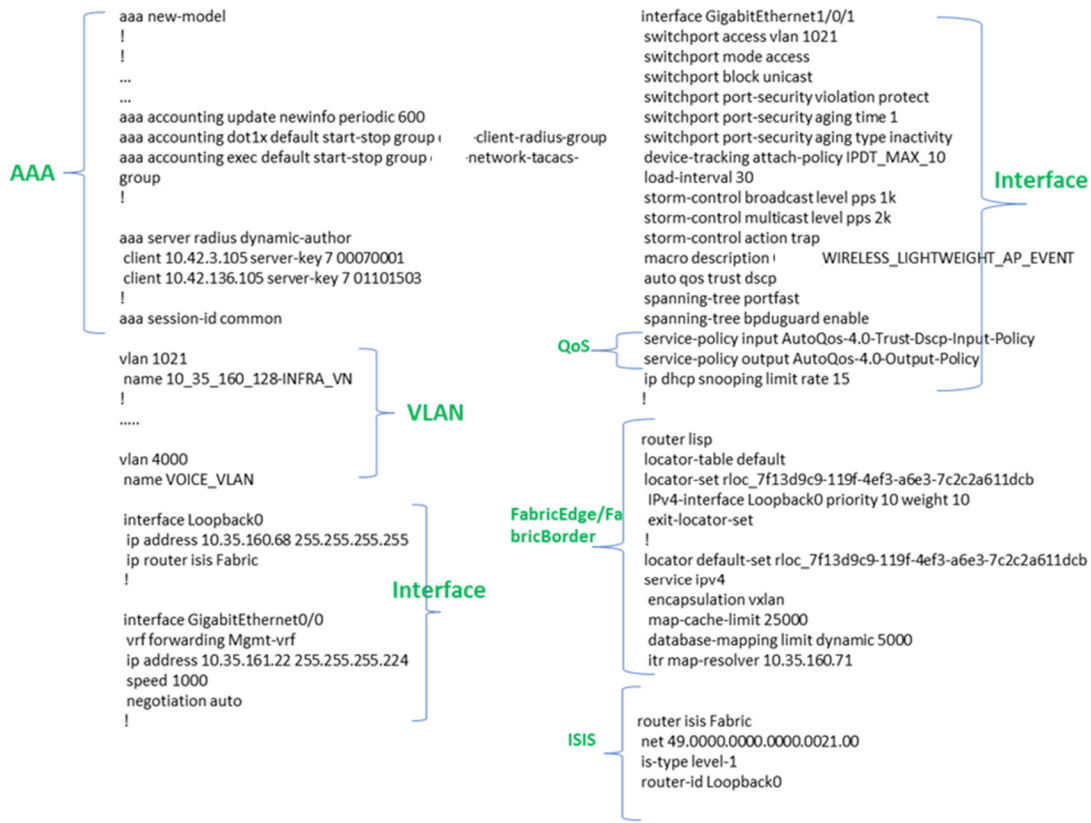 AAA
aaa new-model
!
!
...
...
aaa accounting update newinfo periodic 600
aaa accounting dot1x default start-stop group -client-radius-group
aaa accounting exec default start-stop group -network-tacacs-
group
!
aaa server radius dynamic-author
client 10.42.3.105 server-key 7 00070001
client 10.42.136.105 server-key 7 01101503
!
aaa session-id common
VLAN
vlan 1021
name 10_35_160_128-INFRA_VN
!
.....
vlan 4000
name VOICE_VLAN
Interface
interface Loopback0
ip address 10.35.160.68 255.255.255.255
ip router isis Fabric
!
interface GigabitEthernet0/0
vrf forwarding Mgmt-vrf
ip address 10.35.161.22 255.255.255.224
speed 1000
negotiation auto
!
Interface
interface GigabitEthernet1/0/1
switchport access vlan 1021
switchport mode access
switchport block unicast
switchport port-security violation protect
switchport port-security aging time 1
switchport port-security aging type inactivity
device-tracking attach-policy IPDT_MAX_10
load-interval 30
storm-control broadcast level pps 1k
storm-control multicast level pps 2k
storm-control action trap
macro description WIRELESS_LIGHTWEIGHT_AP_EVENT
auto qos trust dscp
spanning-tree portfast
spanning-tree bpduguard enable
QoS
service-policy input AutoQos-4.0-Trust-Dscp-Input-Policy
service-policy output AutoQos-4.0-Output-Policy
ip dhcp snooping limit rate 15
!
FabricEdge/Fa
bricBorder
router lisp
locator-table default
locator-set rloc_7f13d9c9-119f-4ef3-a6e3-7c2c2a611dcb
IPv4-interface Loopback0 priority 10 weight 10
exit-locator-set
!
locator default-set rloc_7f13d9c9-119f-4ef3-a6e3-7c2c2a611dcb
service ipv4
encapsulation vxlan
map-cache-limit 25000
database-mapping limit dynamic 5000
itr map-resolver 10.35.160.71
ISIS
router isis Fabric
net 49.0000.0000.0000.0021.00
is-type level-1
router-id Loopback0